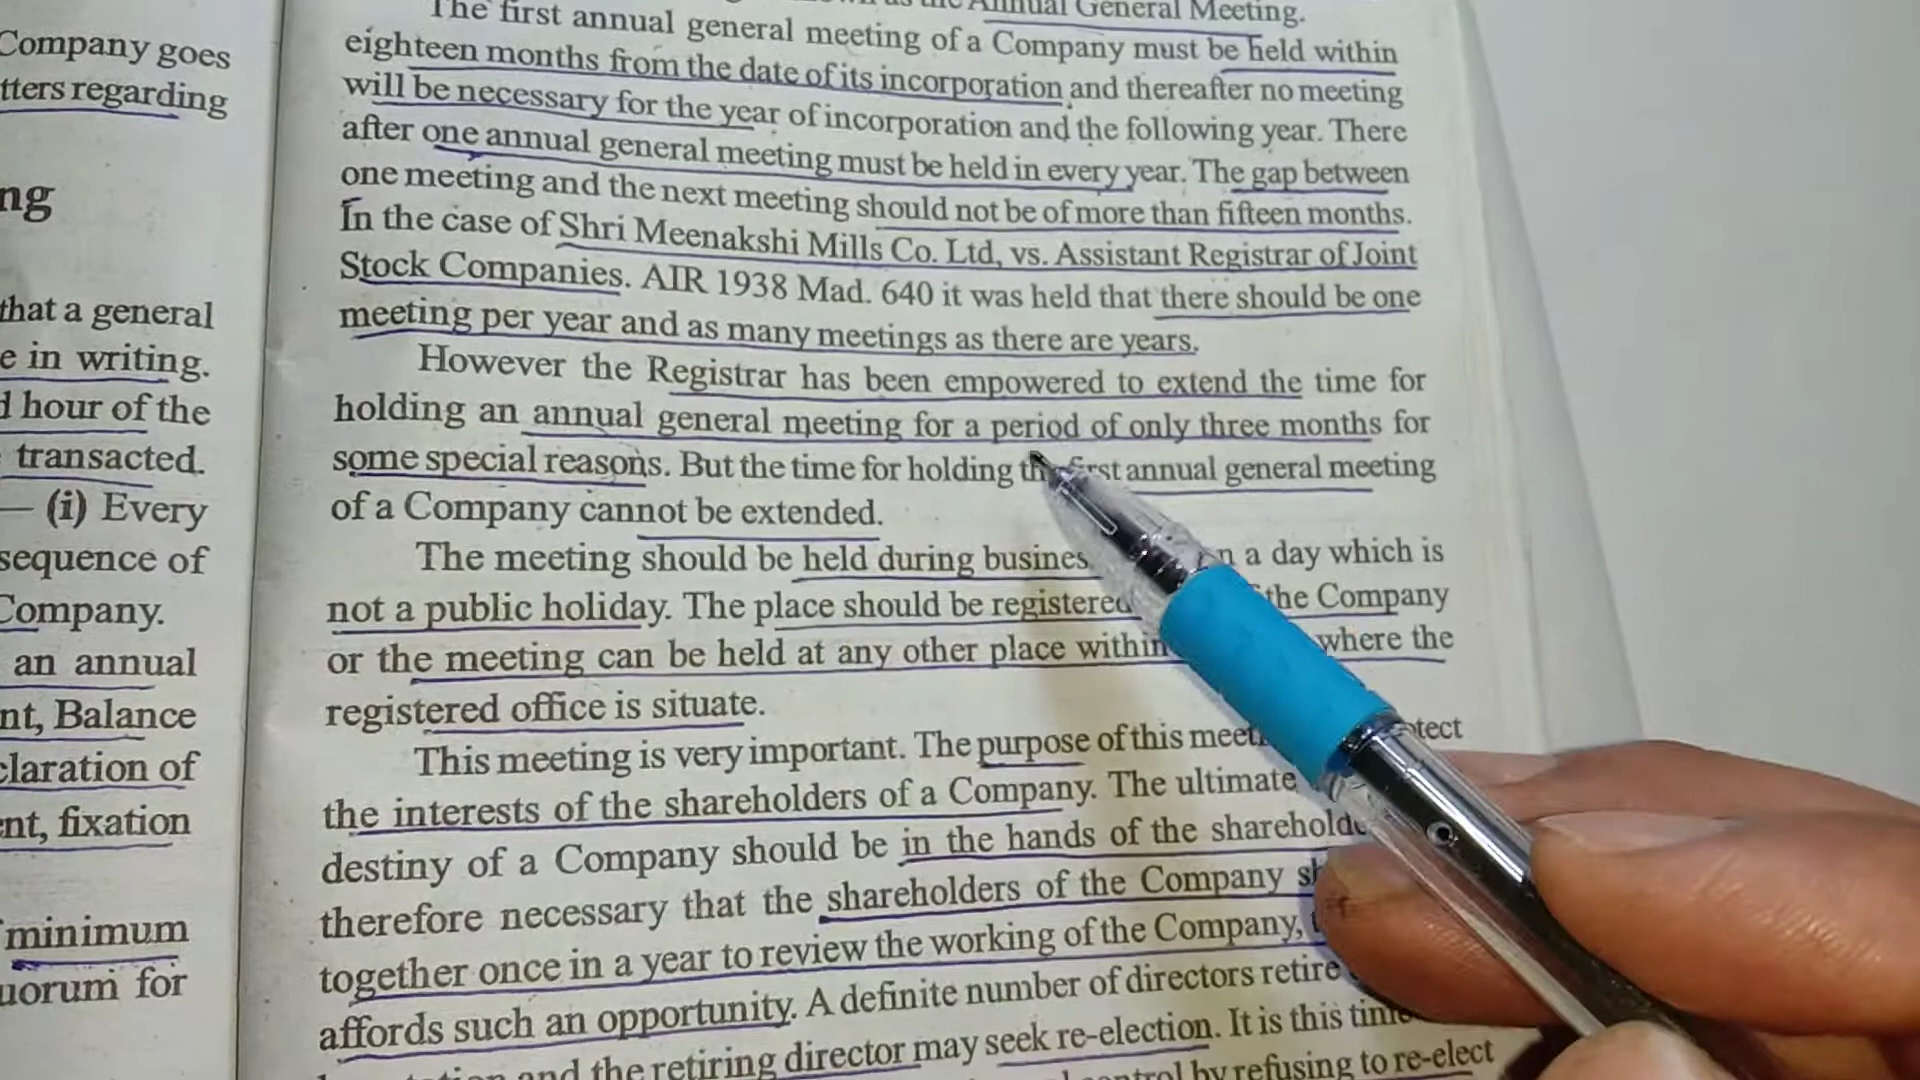 Company goes
tters regarding
ng
that a general
e in writing.
d hour of the
transacted.
— (i) Every
sequence of
Company.
an annual
nt, Balance
claration of
ent, fixation
minimum
uorum for
the Annual General Meeting.
The first annual general meeting of a Company must be held within
eighteen months from the date of its incorporation and thereafter no meeting
will be necessary for the year of incorporation and the following year. There
after one annual general meeting must be held in every year. The gap between
one meeting and the next meeting should not be of more than fifteen months.
In the case of Shri Meenakshi Mills Co. Ltd, vs. Assistant Registrar of Joint
Stock Companies. AIR 1938 Mad. 640 it was held that there should be one
meeting per year and as many meetings as there are years.
However the Registrar has been empowered to extend the time for
holding an annual general meeting for a period of only three months for
some special reasons. But the time for holding first annual general meeting
of a Company cannot be extended.
The meeting should be held during busines a day which is
not a public holiday. The place should be registered the Company
or the meeting can be held at any other place within where the
registered office is situate.
This meeting is very important. The purpose of this meet tect
the interests of the shareholders of a Company. The ultimate
destiny of a Company should be in the hands of the sharehold
therefore necessary that the shareholders of the Company
together once in a year to review the working of the Company,
affords such an opportunity. A definite number of directors retire
and the retiring director may seek re-election. It is this time
control by refusing to re-elect